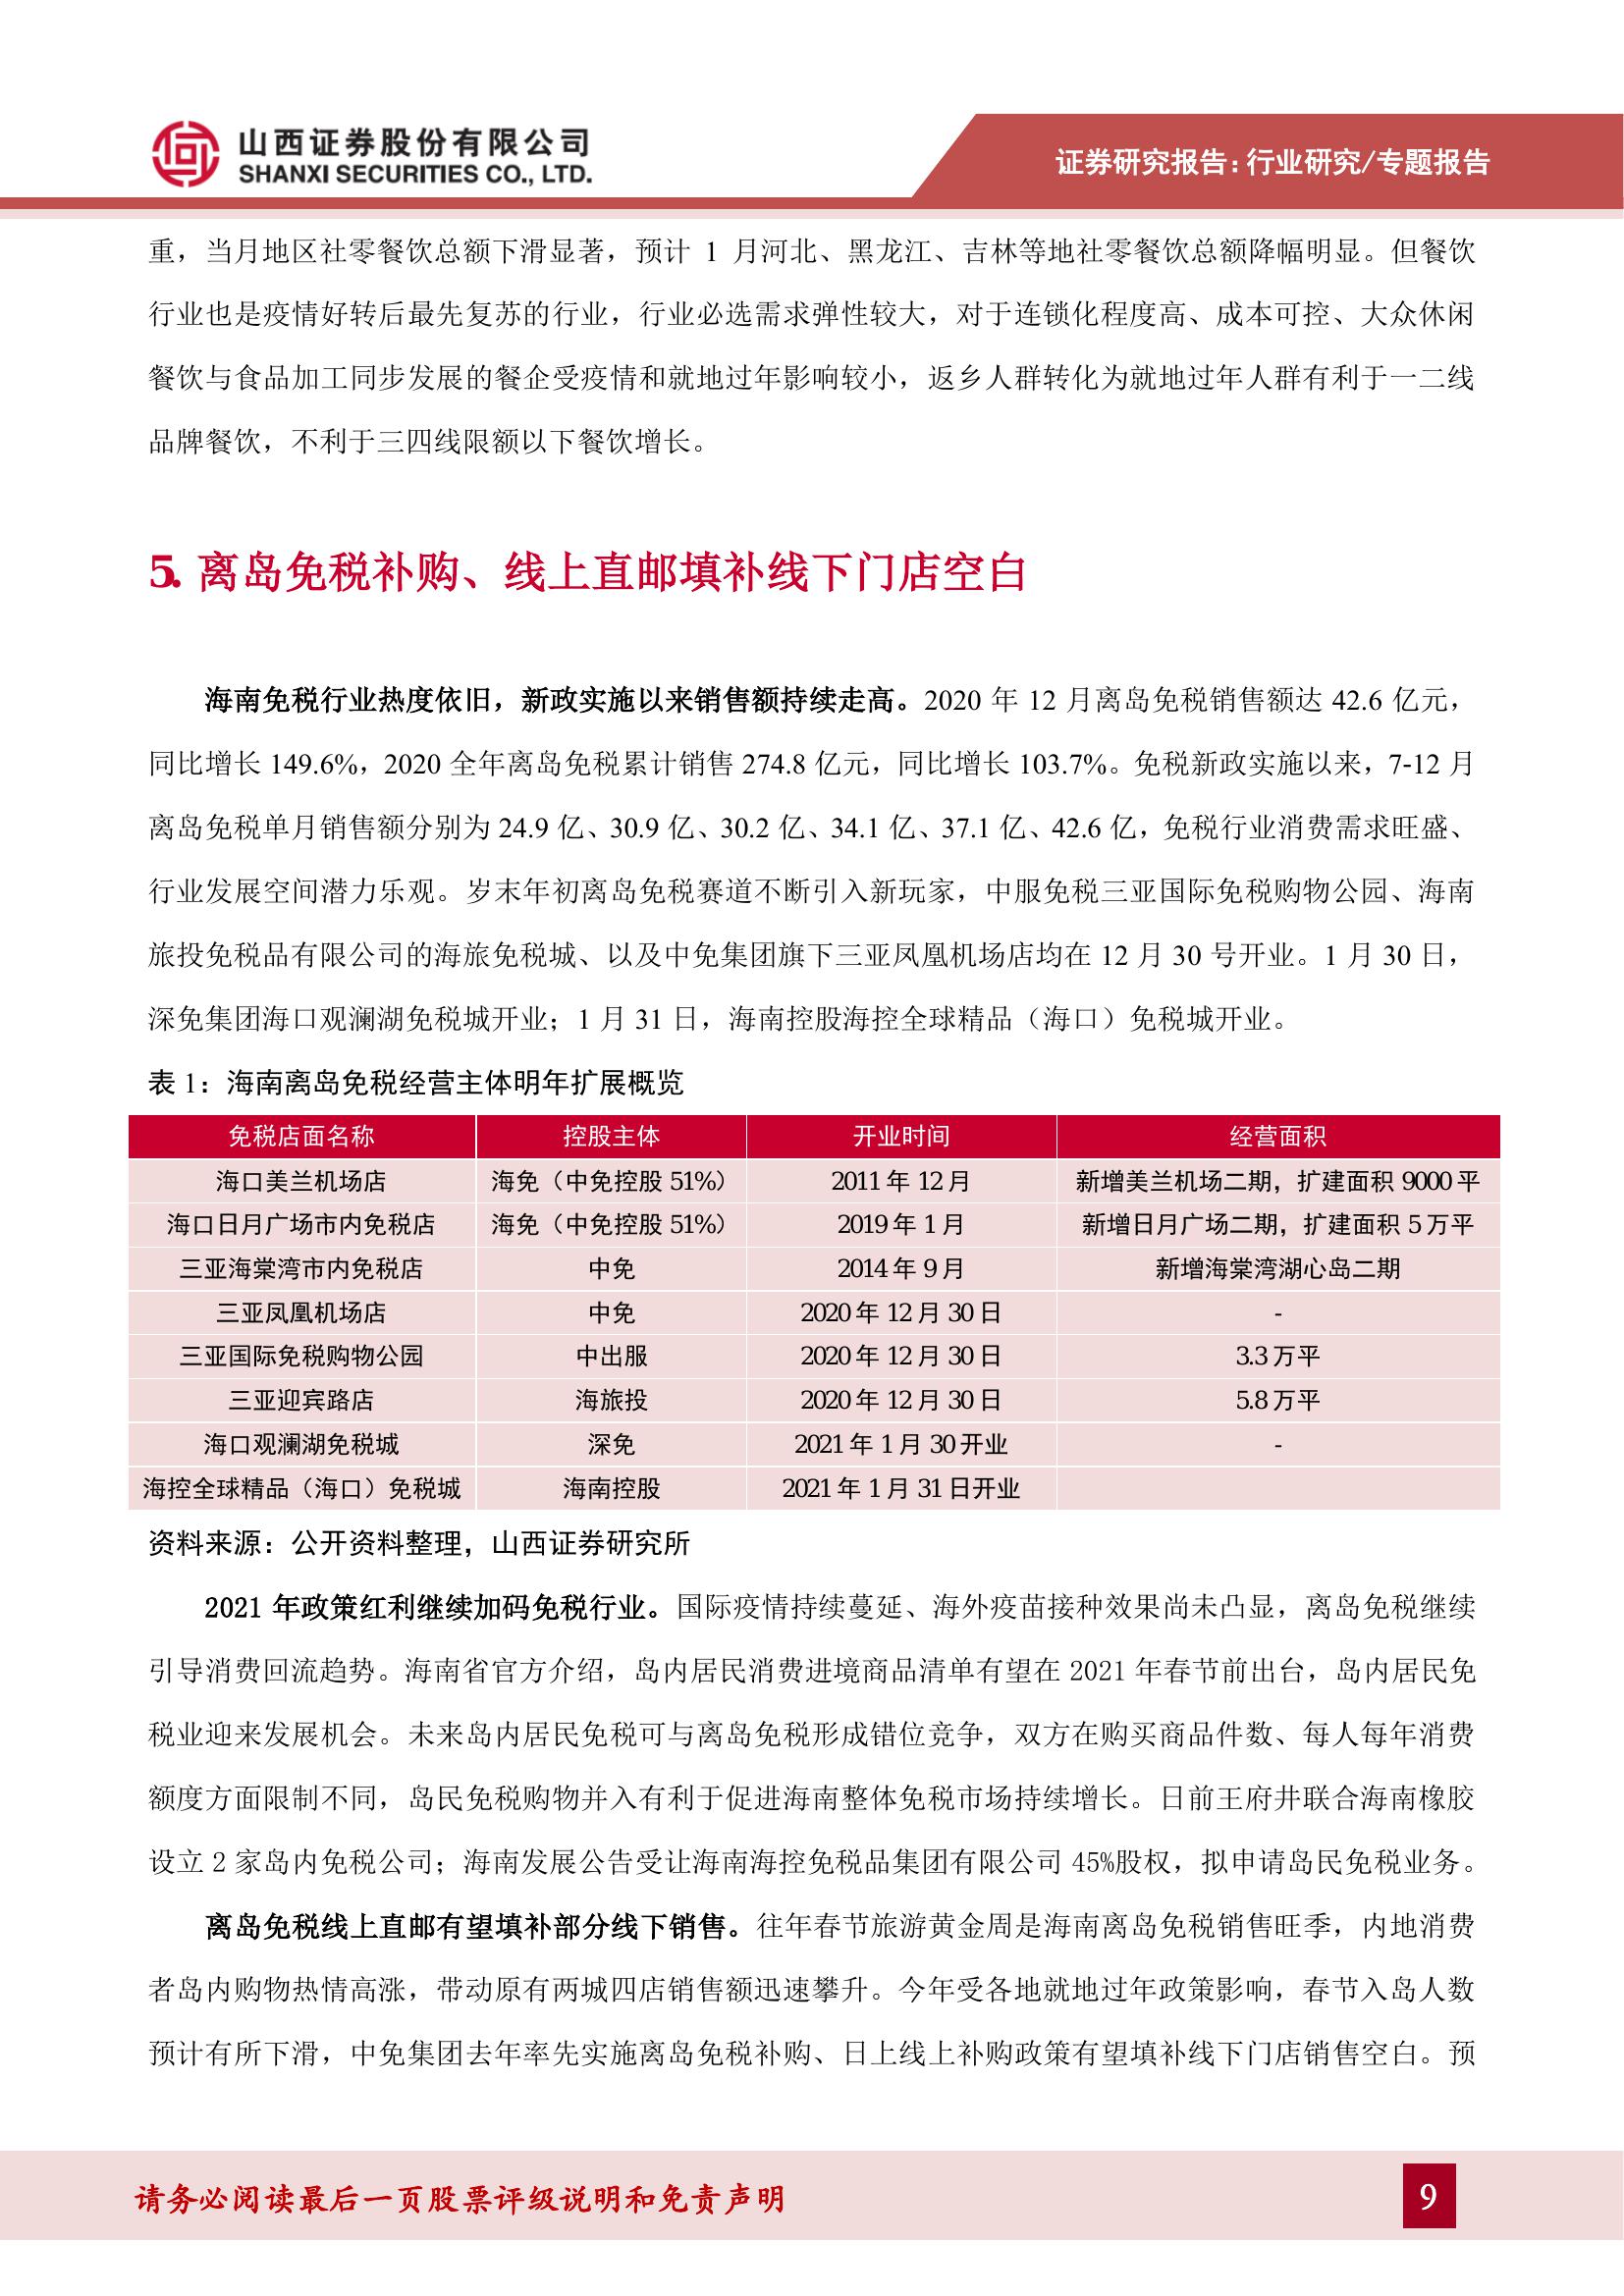 山西证券股份有限公司
SHANXI SECURITIES CO., LTD.
证券研究报告：行业研究/专题报告
重，当月地区社零餐饮总额下滑显著，预计 1 月河北、黑龙江、吉林等地社零餐饮总额降幅明显。但餐饮
行业也是疫情好转后最先复苏的行业，行业必选需求弹性较大，对于连锁化程度高、成本可控、大众休闲
餐饮与食品加工同步发展的餐企受疫情和就地过年影响较小，返乡人群转化为就地过年人群有利于一二线
品牌餐饮，不利于三四线限额以下餐饮增长。
5. 离岛免税补购、线上直邮填补线下门店空白
海南免税行业热度依旧，新政实施以来销售额持续走高。2020 年 12 月离岛免税销售额达 42.6 亿元，
同比增长 149.6%，2020 全年离岛免税累计销售 274.8 亿元，同比增长 103.7%。免税新政实施以来，7-12 月
离岛免税单月销售额分别为 24.9 亿、30.9 亿、30.2 亿、34.1 亿、37.1 亿、42.6 亿，免税行业消费需求旺盛、
行业发展空间潜力乐观。岁末年初离岛免税赛道不断引入新玩家，中服免税三亚国际免税购物公园、海南
旅投免税品有限公司的海旅免税城、以及中免集团旗下三亚凤凰机场店均在 12 月 30 号开业。1 月 30 日，
深免集团海口观澜湖免税城开业；1 月 31 日，海南控股海控全球精品（海口）免税城开业。
表 1：海南离岛免税经营主体明年扩展概览
免税店面名称 控股主体 开业时间 经营面积
海口美兰机场店 海免（中免控股 51%） 2011 年 12 月 新增美兰机场二期，扩建面积 9000 平
海口日月广场市内免税店 海免（中免控股 51%） 2019 年 1 月 新增日月广场二期，扩建面积 5 万平
三亚海棠湾市内免税店 中免 2014 年 9 月 新增海棠湾湖心岛二期
三亚凤凰机场店 中免 2020 年 12 月 30 日 -
三亚国际免税购物公园 中出服 2020 年 12 月 30 日 3.3 万平
三亚迎宾路店 海旅投 2020 年 12 月 30 日 5.8 万平
海口观澜湖免税城 深免 2021 年 1 月 30 开业 -
海控全球精品（海口）免税城 海南控股 2021 年 1 月 31 日开业
资料来源：公开资料整理，山西证券研究所
2021 年政策红利继续加码免税行业。国际疫情持续蔓延、海外疫苗接种效果尚未凸显，离岛免税继续
引导消费回流趋势。海南省官方介绍，岛内居民消费进境商品清单有望在 2021 年春节前出台，岛内居民免
税业迎来发展机会。未来岛内居民免税可与离岛免税形成错位竞争，双方在购买商品件数、每人每年消费
额度方面限制不同，岛民免税购物并入有利于促进海南整体免税市场持续增长。日前王府井联合海南橡胶
设立 2 家岛内免税公司；海南发展公告受让海南海控免税品集团有限公司 45%股权，拟申请岛民免税业务。
离岛免税线上直邮有望填补部分线下销售。往年春节旅游黄金周是海南离岛免税销售旺季，内地消费
者岛内购物热情高涨，带动原有两城四店销售额迅速攀升。今年受各地就地过年政策影响，春节入岛人数
预计有所下滑，中免集团去年率先实施离岛免税补购、日上线上补购政策有望填补线下门店销售空白。预
请务必阅读最后一页股票评级说明和免责声明
9